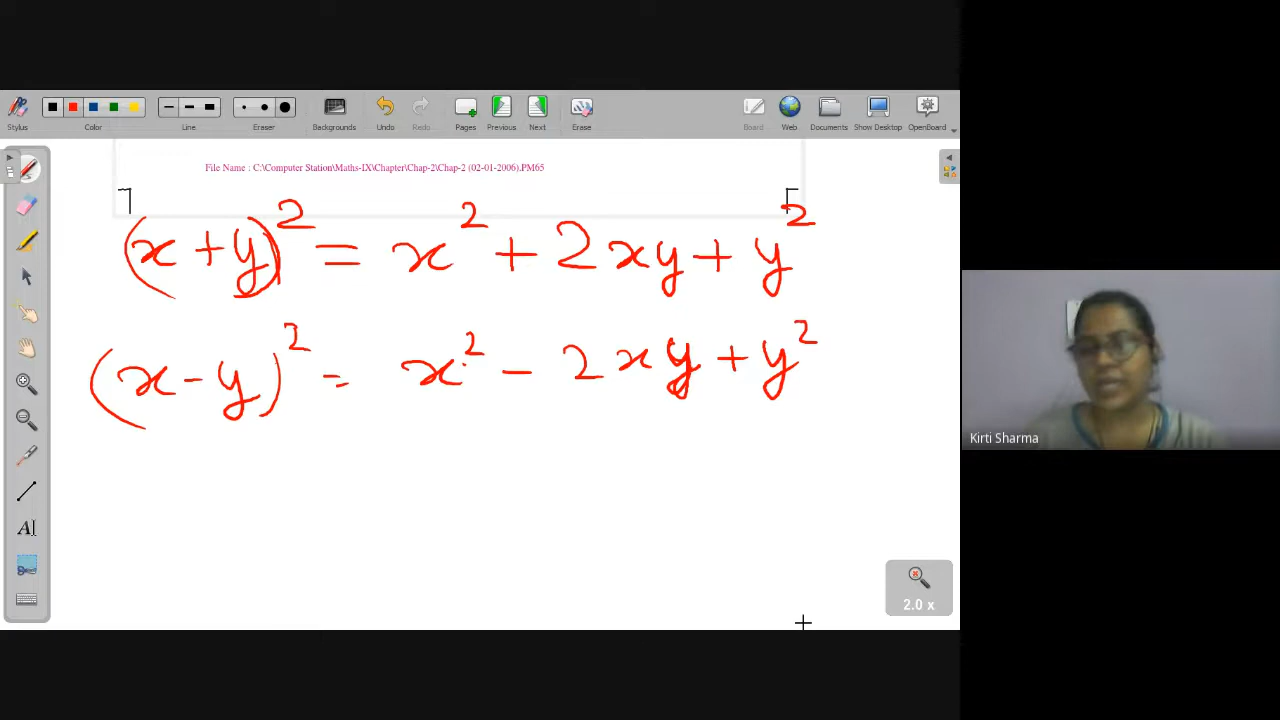 Stylus Color Line Eraser Backgrounds Undo Redo Pages Previous Next Erase Board Web Documents Show Desktop OpenBoard
File Name : C:\Computer Station\Maths-IX\Chapter\Chap-2\Chap-2 (02-01-2006).PM65
(x + y)² = x² + 2xy + y²
(x - y)² = x² - 2xy + y²
Kirti Sharma
A
2.0 x